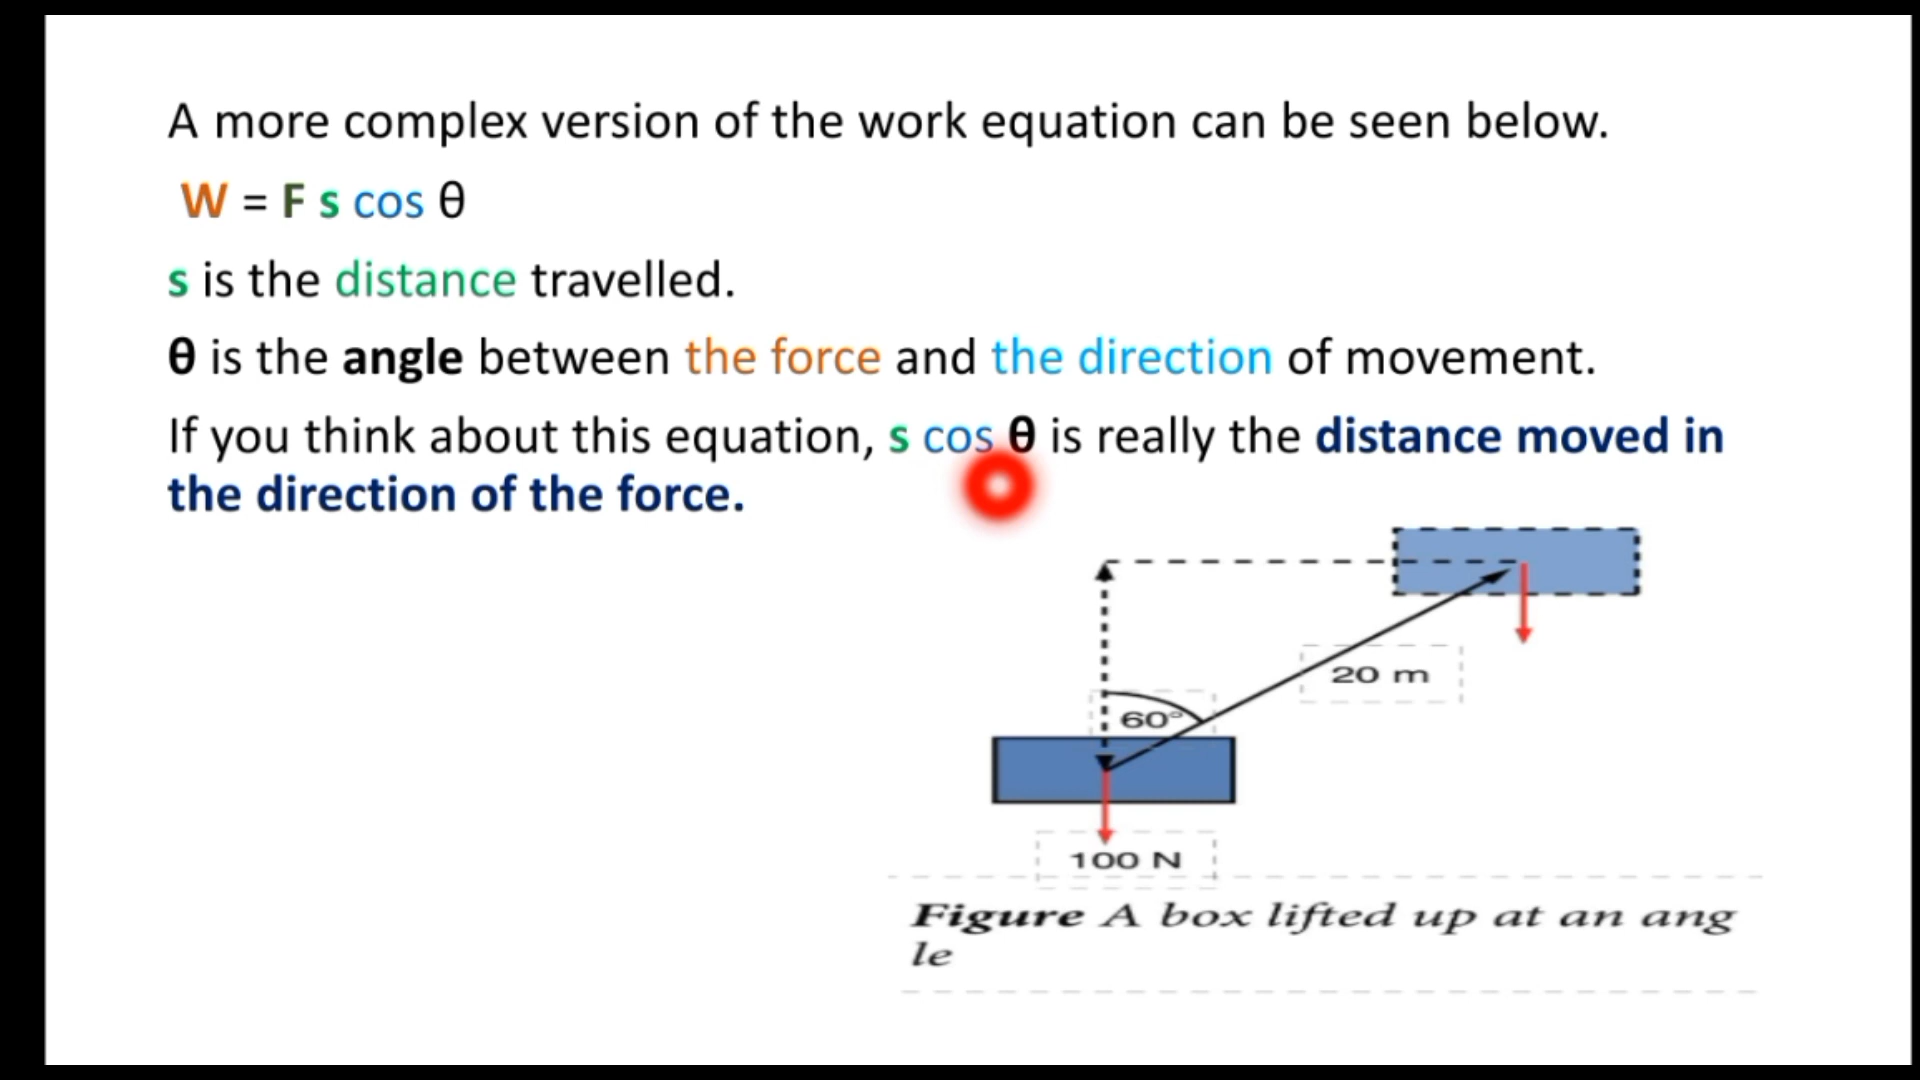 A more complex version of the work equation can be seen below.
W = F s cos θ
s is the distance travelled.
θ is the angle between the force and the direction of movement.
If you think about this equation, s cos θ is really the distance moved in
the direction of the force.
20 m
60°
100 N
Figure A box lifted up at an ang
le